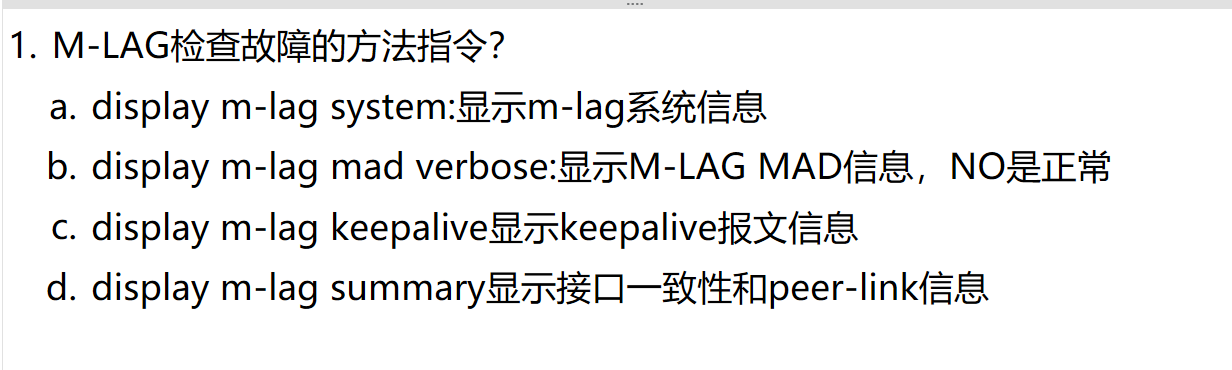 1. M-LAG检查故障的方法指令？
a. display m-lag system:显示m-lag系统信息
b. display m-lag mad verbose:显示M-LAG MAD信息，NO是正常
c. display m-lag keepalive显示keepalive报文信息
d. display m-lag summary显示接口一致性和peer-link信息